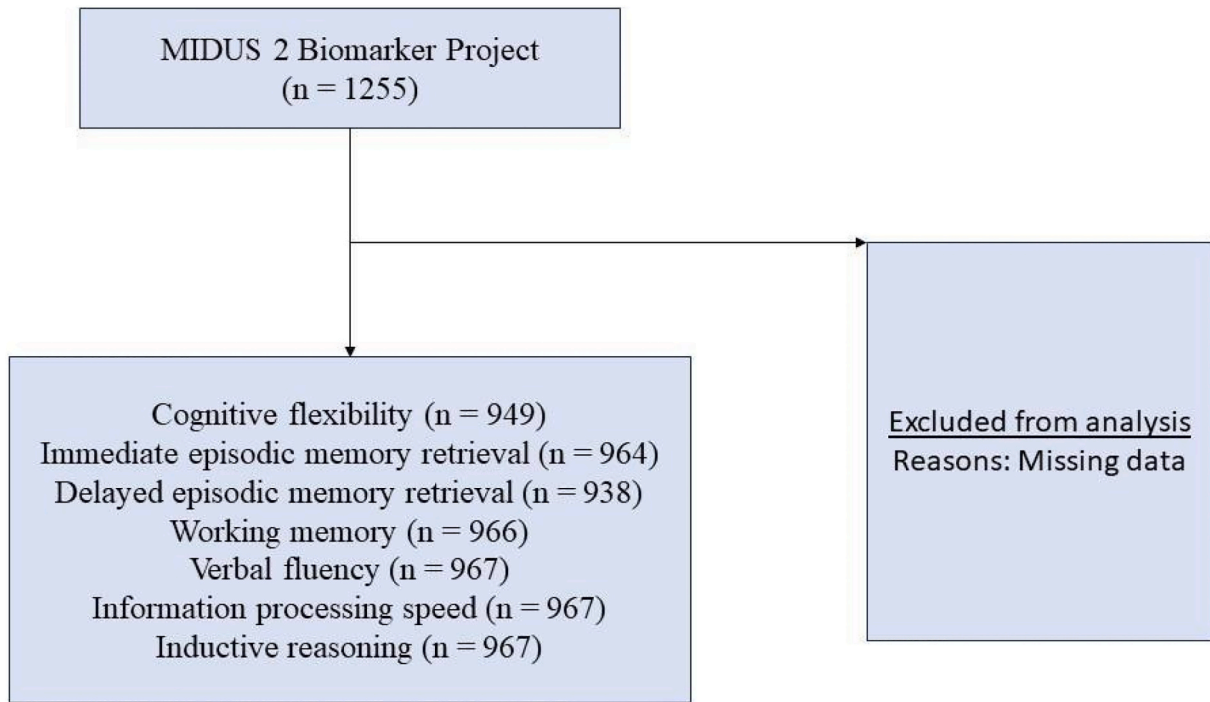 MIDUS 2 Biomarker Project
(n = 1255)
Cognitive flexibility (n = 949)
Immediate episodic memory retrieval (n = 964)
Delayed episodic memory retrieval (n = 938)
Working memory (n = 966)
Verbal fluency (n = 967)
Information processing speed (n = 967)
Inductive reasoning (n = 967)
Excluded from analysis
Reasons: Missing data